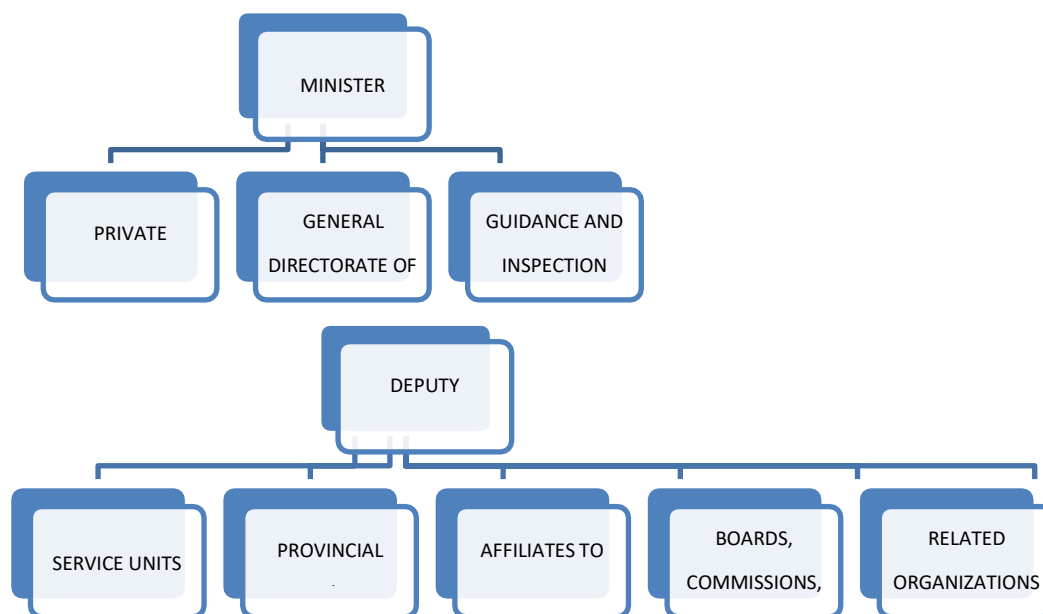 MINISTER
PRIVATE
GENERAL
DIRECTORATE OF
GUIDANCE AND
INSPECTION
DEPUTY
SERVICE UNITS
PROVINCIAL
AFFILIATES TO
BOARDS,
COMMISSIONS,
RELATED
ORGANIZATIONS